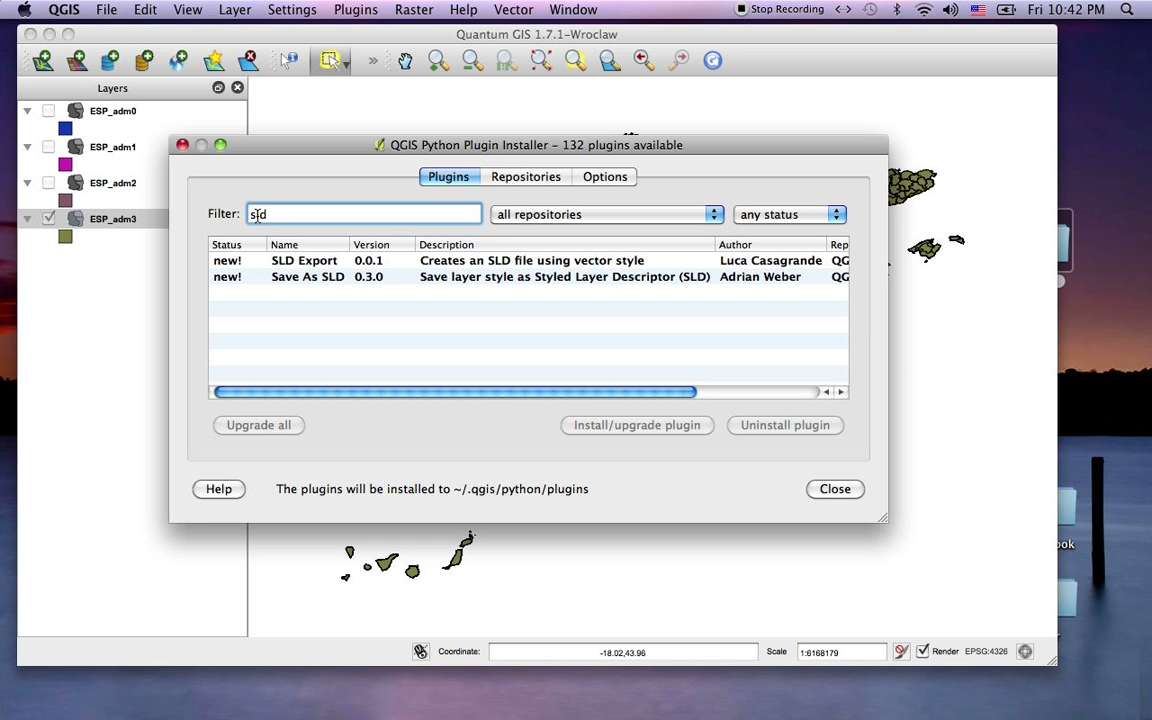 QGIS File Edit View Layer Settings Plugins Raster Help Vector Window Stop Recording Fri 10:42 PM
Quantum GIS 1.7.1-Wroclaw
Layers
ESP_adm0
ESP_adm1
ESP_adm2
ESP_adm3
QGIS Python Plugin Installer - 132 plugins available
Plugins Repositories Options
Filter: sld all repositories any status
Status Name Version Description Author Rep
new! SLD Export 0.0.1 Creates an SLD file using vector style Luca Casagrande QG
new! Save As SLD 0.3.0 Save layer style as Styled Layer Descriptor (SLD) Adrian Weber QG
Upgrade all Install/upgrade plugin Uninstall plugin
Help The plugins will be installed to ~/.qgis/python/plugins Close
ook
Coordinate: -18.02,43.96 Scale 1:6168179 Render EPSG:4326